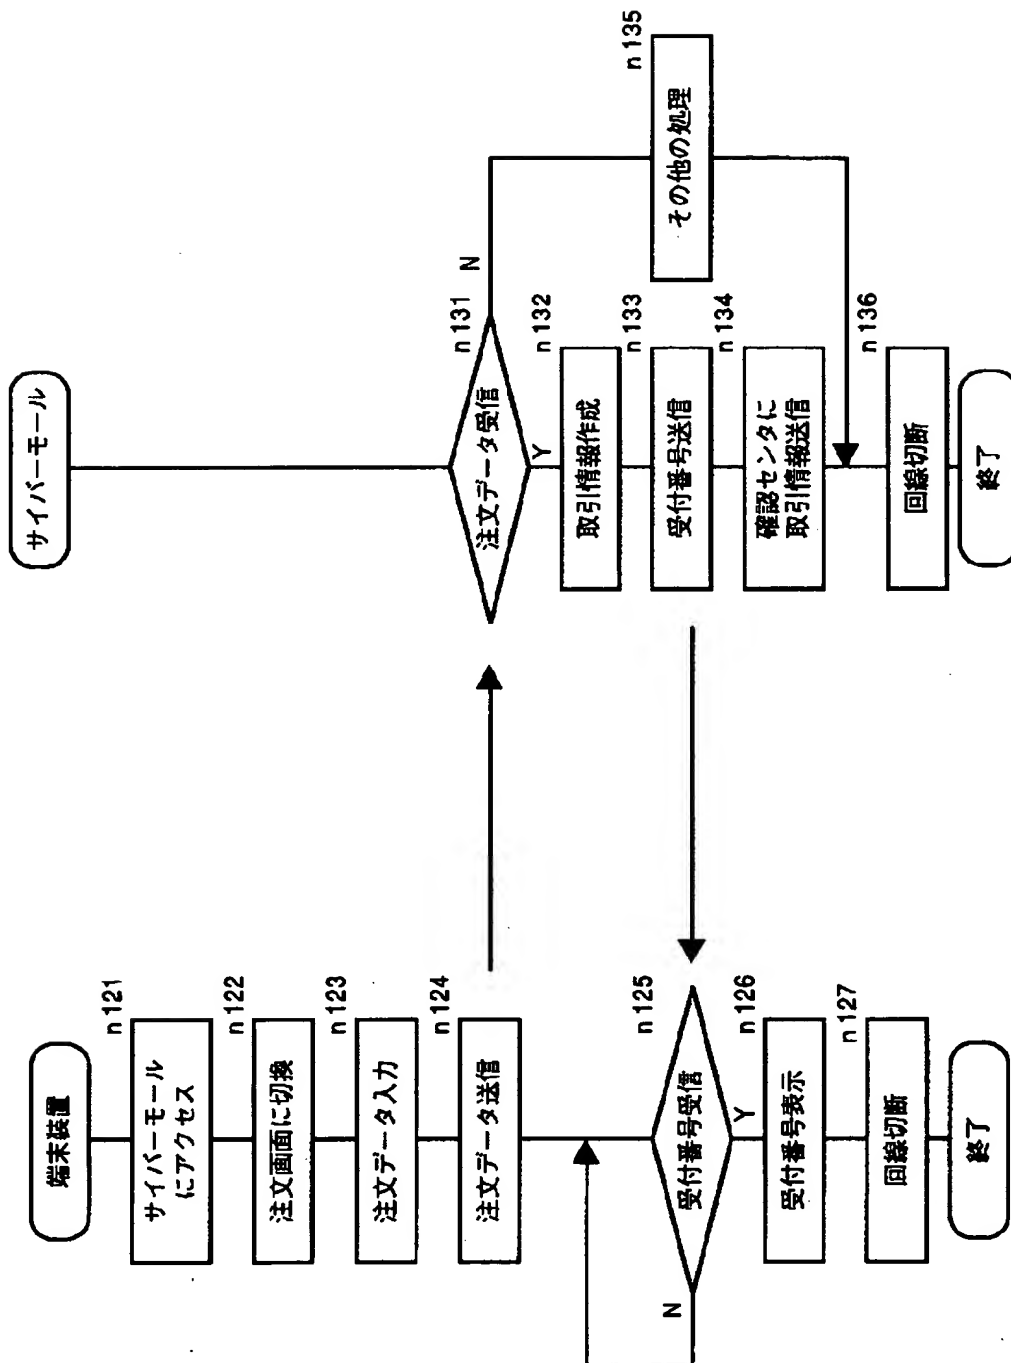 端末装置
n121
サイバーモール
にアクセス
n122
注文画面に切換
n123
注文データ入力
n124
注文データ送信
n125
受付番号受信
N
Y
n126
受付番号表示
n127
回線切断
終了
サイバーモール
n131
注文データ受信
N
Y
n132
取引情報作成
n133
受付番号送信
n134
確認センタに
取引情報送信
n135
その他の処理
n136
回線切断
終了